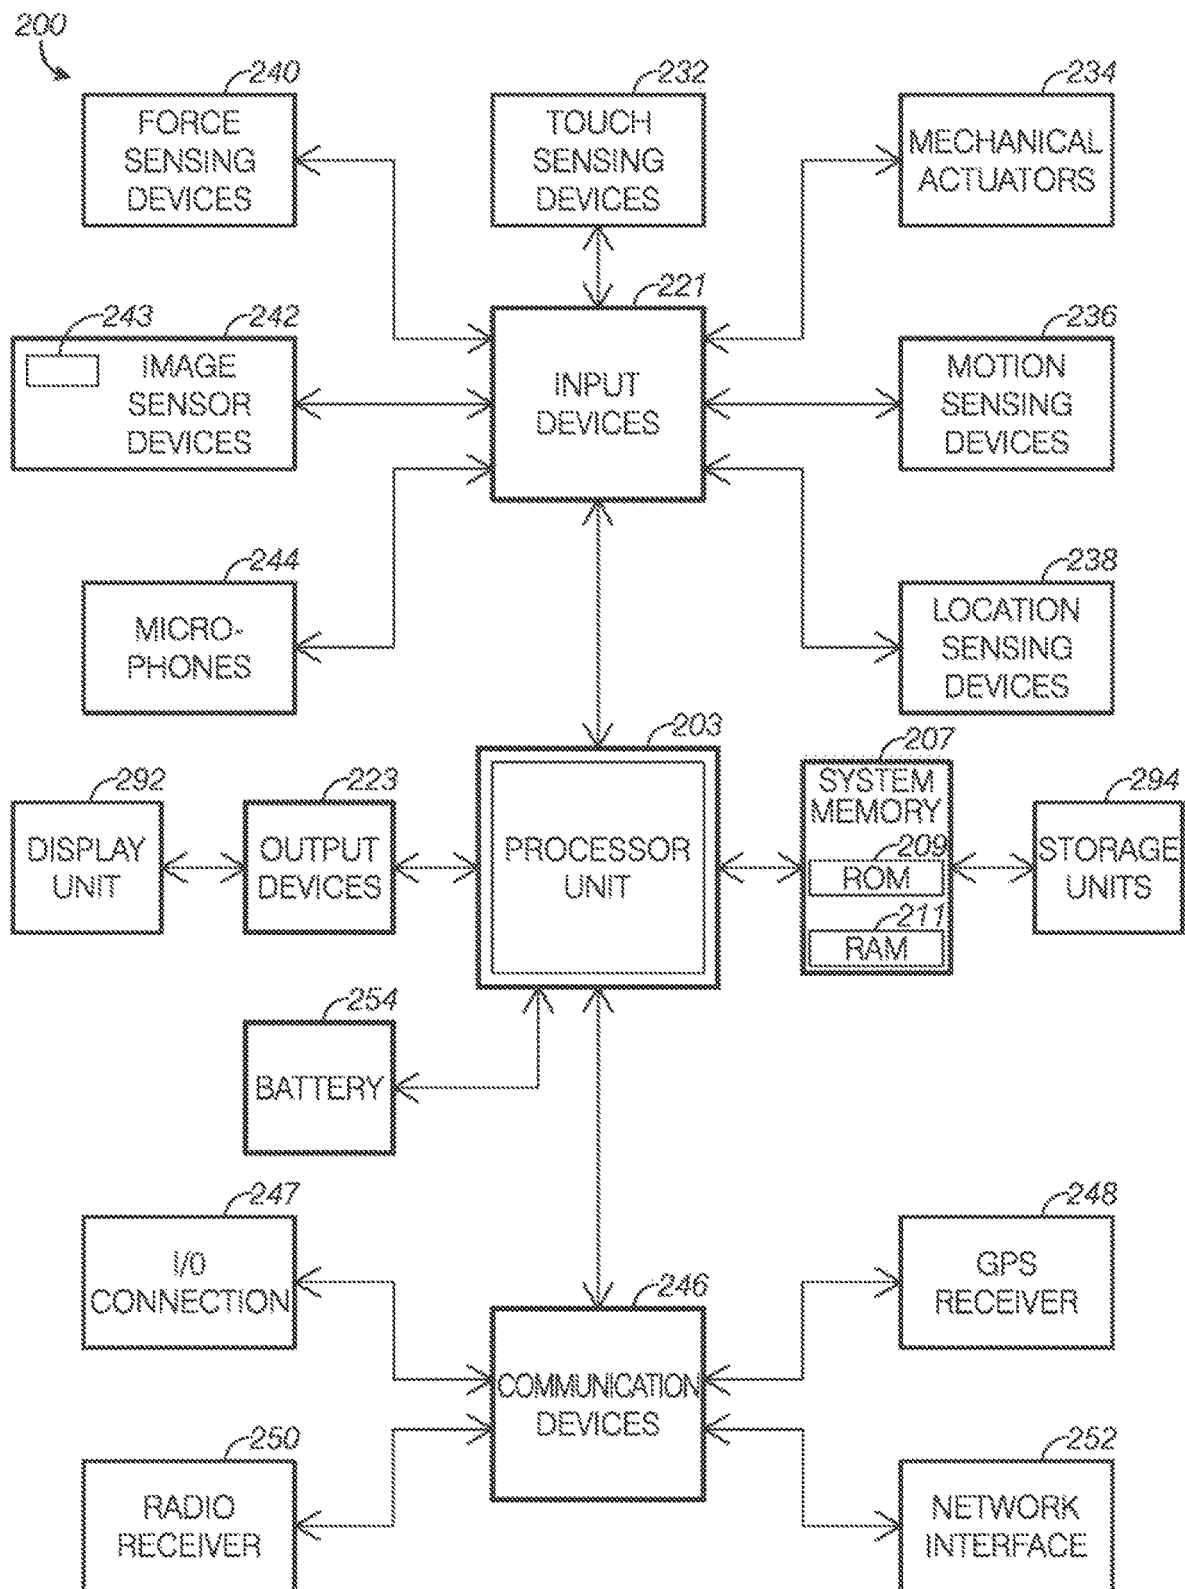 200
240
FORCE
SENSING
DEVICES
232
TOUCH
SENSING
DEVICES
234
MECHANICAL
ACTUATORS
243
242
IMAGE
SENSOR
DEVICES
221
INPUT
DEVICES
236
MOTION
SENSING
DEVICES
244
MICRO-
PHONES
238
LOCATION
SENSING
DEVICES
292
DISPLAY
UNIT
223
OUTPUT
DEVICES
203
PROCESSOR
UNIT
207
SYSTEM
MEMORY
209
ROM
211
RAM
294
STORAGE
UNITS
254
BATTERY
247
I/0
CONNECTION
246
COMMUNICATION
DEVICES
248
GPS
RECEIVER
250
RADIO
RECEIVER
252
NETWORK
INTERFACE